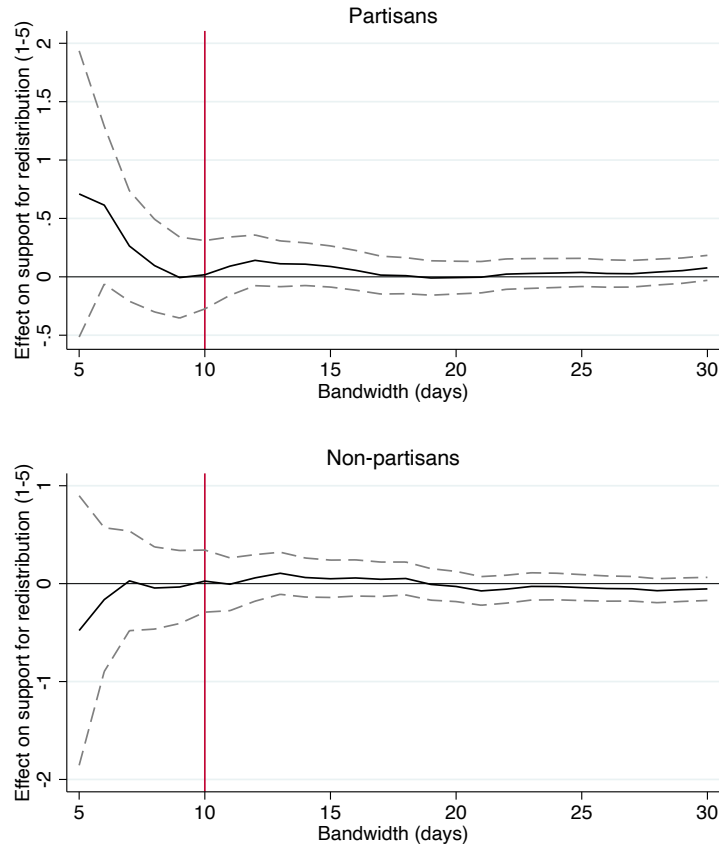 Partisans
Effect on support for redistribution (1-5)
2
1.5
1
.5
0
-.5
5 10 15 20 25 30
Bandwidth (days)
Non-partisans
Effect on support for redistribution (1-5)
1
0
-1
-2
5 10 15 20 25 30
Bandwidth (days)